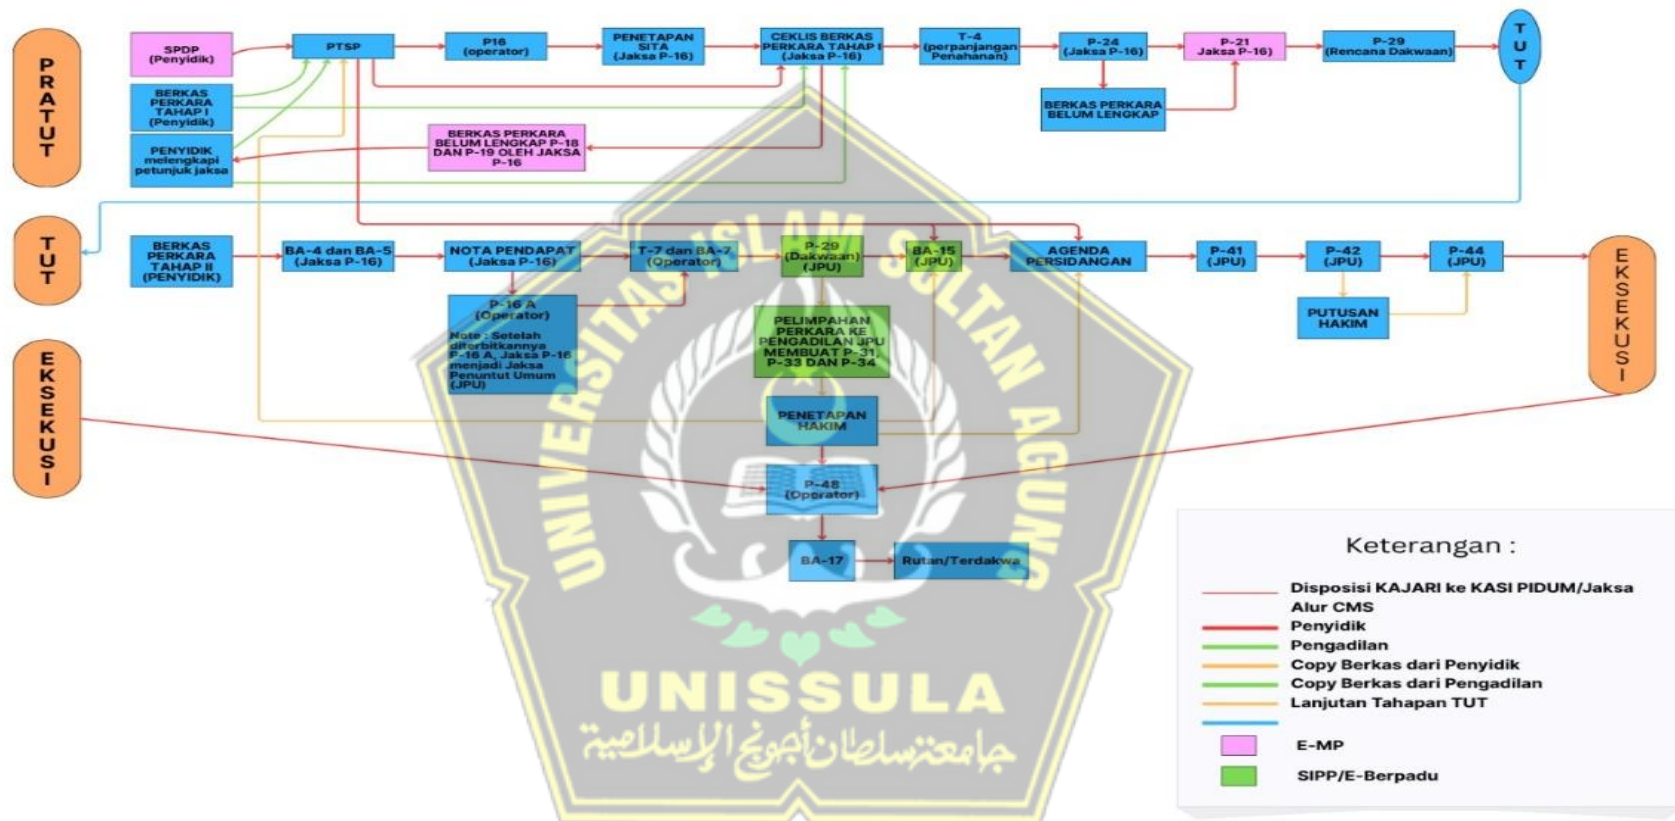 PRATUT
SPDP
(Penyidik)
PTSP
P16
(operator)
PENETAPAN
SITA
(Jaksa P-16)
CEKLIS BERKAS
PERKARA TAHAP I
(Jaksa P-16)
T-4
(perpanjangan
Penahanan)
P-24
(Jaksa P-16)
P-21
Jaksa P-16)
P-29
(Rencana Dakwaan)
TUT
BERKAS
PERKARA
TAHAP I
(Penyidik)
BERKAS PERKARA
BELUM LENGKAP
PENYIDIK
melengkapi
petunjuk jaksa
BERKAS PERKARA
BELUM LENGKAP P-18
DAN P-19 OLEH JAKSA
P-16
TUT
BERKAS
PERKARA
TAHAP II
(PENYIDIK)
BA-4 dan BA-5
(Jaksa P-16)
NOTA PENDAPAT
(Jaksa P-16)
T-7 dan BA-7
(Operator)
P-29
(Dakwaan)
(JPU)
BA-15
(JPU)
AGENDA
PERSIDANGAN
P-41
(JPU)
P-42
(JPU)
P-44
(JPU)
EKSEKUSI
P-16 A
(Operator)
Note : Setelah
diterbitkannya
P-16 A, Jaksa P-16
menjadi Jaksa
Penuntut Umum
(JPU)
PELIMPAHAN
PERKARA KE
PENGADILAN JPU
MEMBUAT P-31,
P-33 DAN P-34
PUTUSAN
HAKIM
EKSEKUSI
PENETAPAN
HAKIM
P-48
(Operator)
BA-17
Rutan/Terdakwa
UNIVERSITAS ISLAM SULTAN AGUNG
UNISSULA
جامعنسلطان أجونج الإسلامية
Keterangan :
Disposisi KAJARI ke KASI PIDUM/Jaksa
Alur CMS
Penyidik
Pengadilan
Copy Berkas dari Penyidik
Copy Berkas dari Pengadilan
Lanjutan Tahapan TUT
E-MP
SIPP/E-Berpadu